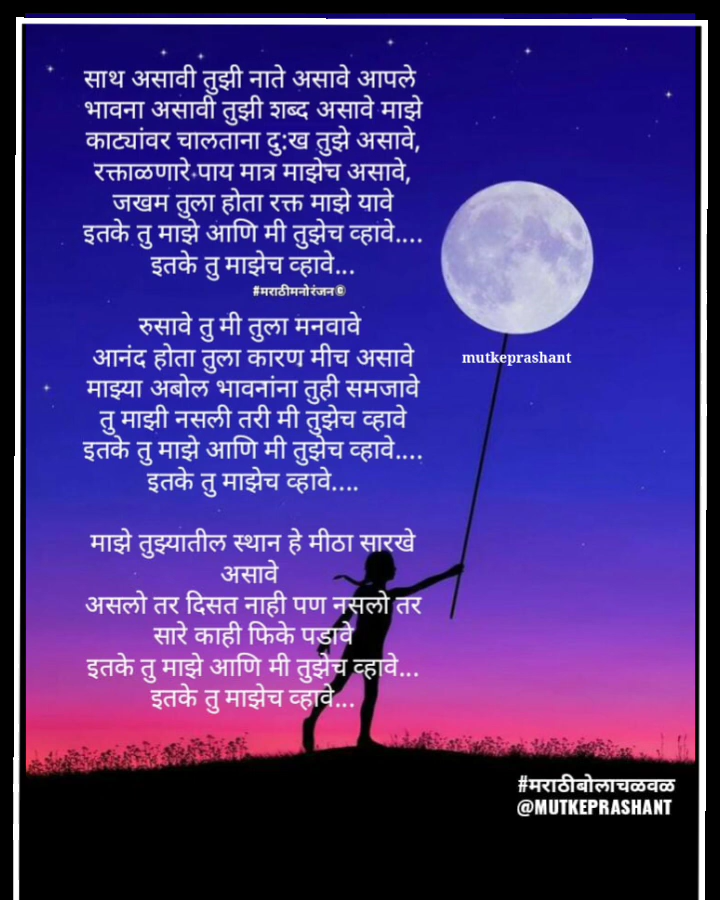 साथ असावी तुझी नाते असावे आपले
भावना असावी तुझी शब्द असावे माझे
काट्यांवर चालताना दु:ख तुझे असावे,
रक्ताळणारे.पाय मात्र माझेच असावे,
जखम तुला होता रक्त माझे यावे
इतके तु माझे आणि मी तुझेच व्हावे....
इतके तु माझेच व्हावे...
#मराठीमनोरंजन©
रुसावे तु मी तुला मनवावे
आनंद होता तुला कारण मीच असावे
mutkeprashant
माझ्या अबोल भावनांना तुही समजावे
तु माझी नसली तरी मी तुझेच व्हावे
इतके तु माझे आणि मी तुझेच व्हावे....
इतके तु माझेच व्हावे....
माझे तुझ्यातील स्थान हे मीठा सारखे
असावे
असलो तर दिसत नाही पण नसलो तर
सारे काही फिके पडावे
इतके तु माझे आणि मी तुझेच व्हावे...
इतके तु माझेच व्हावे...
#मराठीबोलाचळवळ
@MUTKEPRASHANT